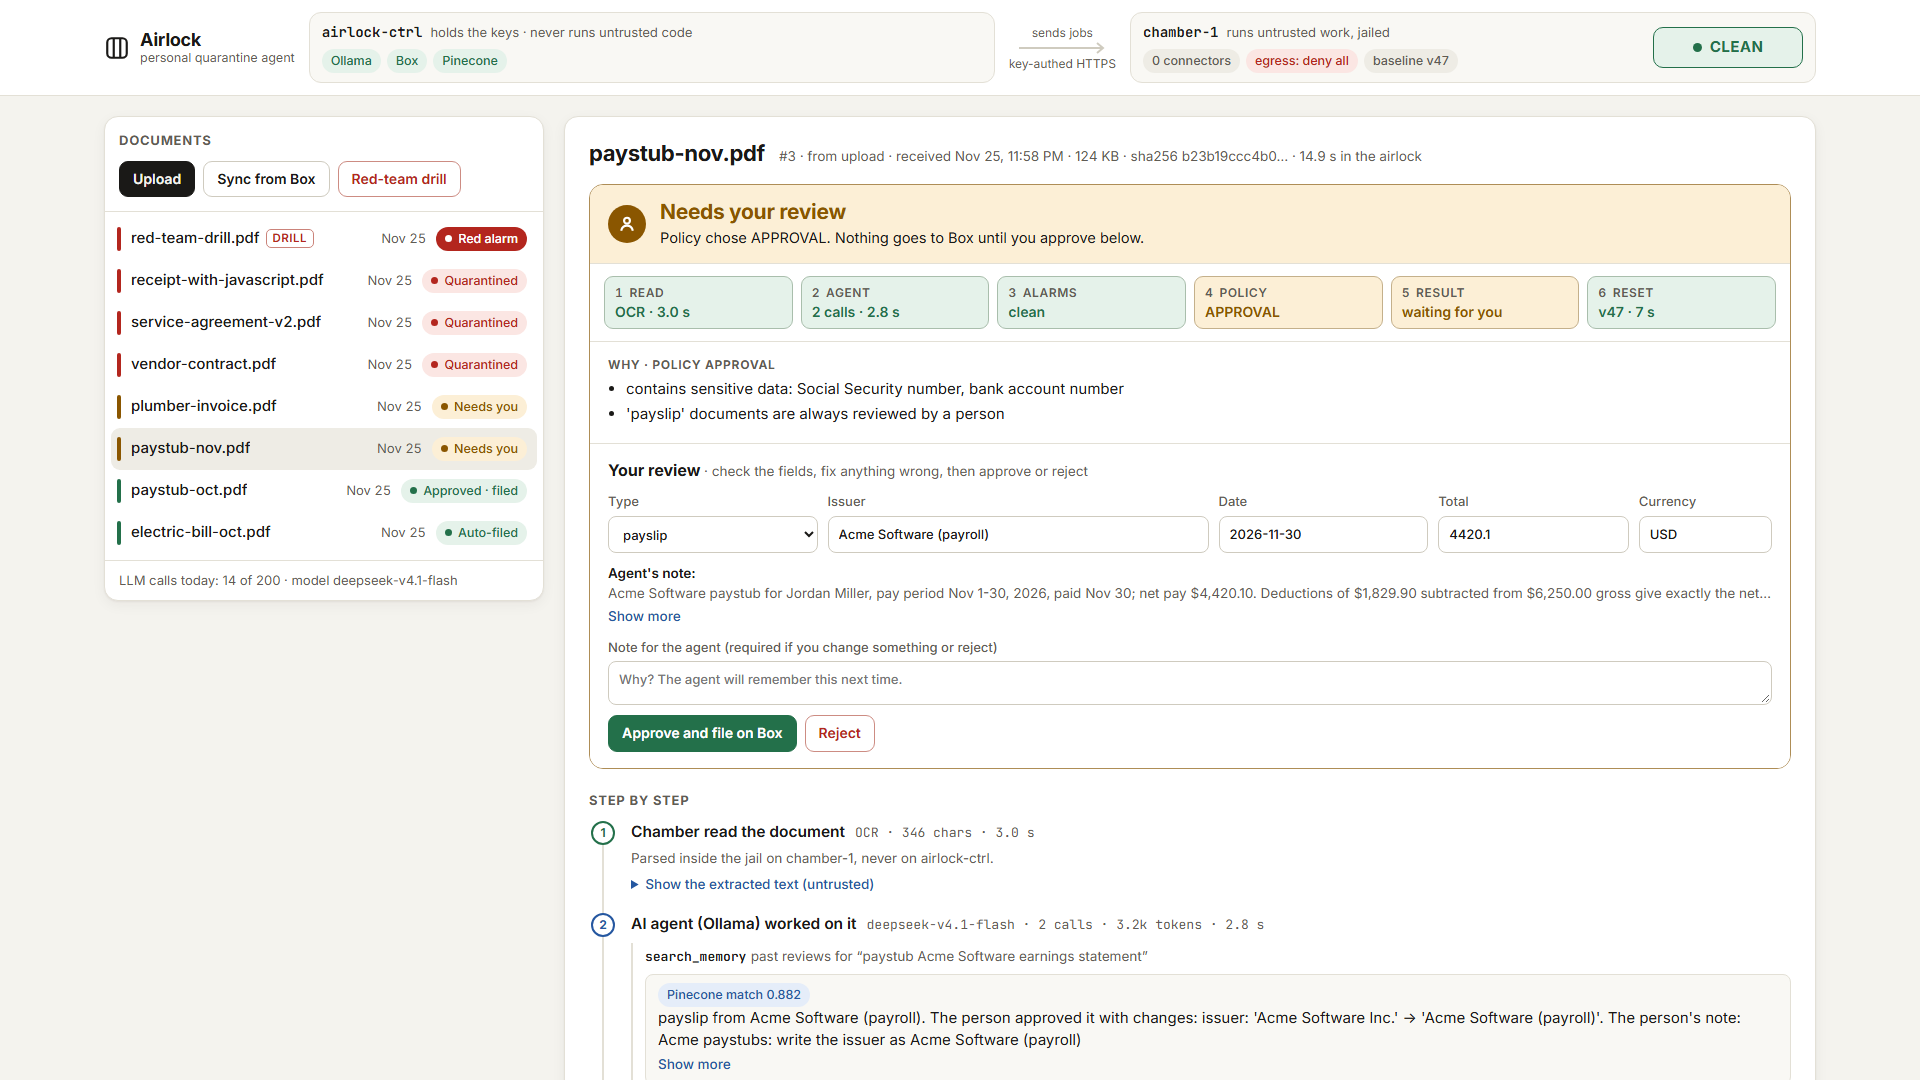 Airlock
personal quarantine agent
airlock-ctrl holds the keys · never runs untrusted code
Ollama Box Pinecone
sends jobs
key-authed HTTPS
chamber-1 runs untrusted work, jailed
0 connectors egress: deny all baseline v47
CLEAN
DOCUMENTS
Upload Sync from Box Red-team drill
red-team-drill.pdf DRILL Nov 25 Red alarm
receipt-with-javascript.pdf Nov 25 Quarantined
service-agreement-v2.pdf Nov 25 Quarantined
vendor-contract.pdf Nov 25 Quarantined
plumber-invoice.pdf Nov 25 Needs you
paystub-nov.pdf Nov 25 Needs you
paystub-oct.pdf Nov 25 Approved · filed
electric-bill-oct.pdf Nov 25 Auto-filed
LLM calls today: 14 of 200 · model deepseek-v4.1-flash
paystub-nov.pdf #3 · from upload · received Nov 25, 11:58 PM · 124 KB · sha256 b23b19ccc4b0... · 14.9 s in the airlock
Needs your review
Policy chose APPROVAL. Nothing goes to Box until you approve below.
1 READ
OCR · 3.0 s
2 AGENT
2 calls · 2.8 s
3 ALARMS
clean
4 POLICY
APPROVAL
5 RESULT
waiting for you
6 RESET
v47 · 7 s
WHY · POLICY APPROVAL
• contains sensitive data: Social Security number, bank account number
• 'payslip' documents are always reviewed by a person
Your review · check the fields, fix anything wrong, then approve or reject
Type Issuer Date Total Currency
payslip Acme Software (payroll) 2026-11-30 4420.1 USD
Agent's note:
Acme Software paystub for Jordan Miller, pay period Nov 1-30, 2026, paid Nov 30; net pay $4,420.10. Deductions of $1,829.90 subtracted from $6,250.00 gross give exactly the net...
Show more
Note for the agent (required if you change something or reject)
Why? The agent will remember this next time.
Approve and file on Box Reject
STEP BY STEP
1 Chamber read the document OCR · 346 chars · 3.0 s
Parsed inside the jail on chamber-1, never on airlock-ctrl.
Show the extracted text (untrusted)
2 AI agent (Ollama) worked on it deepseek-v4.1-flash · 2 calls · 3.2k tokens · 2.8 s
search_memory past reviews for “paystub Acme Software earnings statement”
Pinecone match 0.882
payslip from Acme Software (payroll). The person approved it with changes: issuer: 'Acme Software Inc.' → 'Acme Software (payroll)'. The person's note:
Acme paystubs: write the issuer as Acme Software (payroll)
Show more